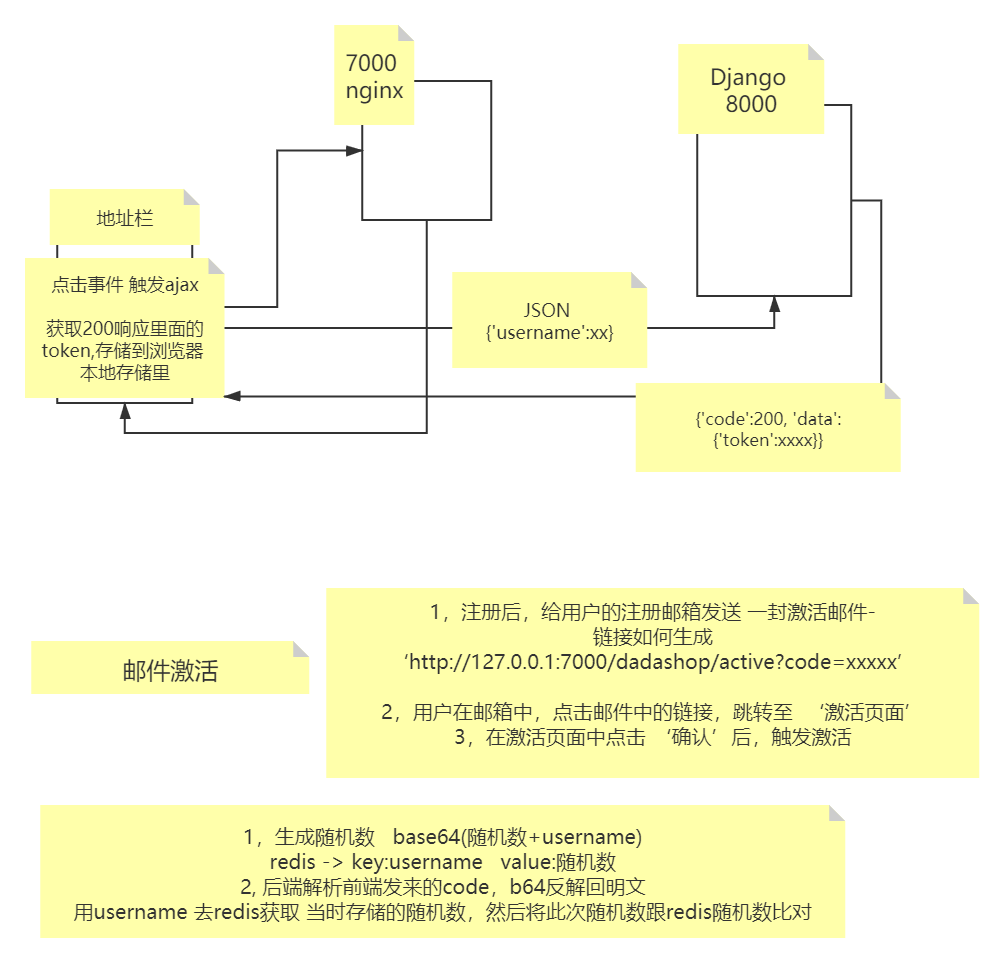 7000
nginx
Django
8000
地址栏
点击事件 触发ajax
获取200响应里面的
token,存储到浏览器
本地存储里
JSON
{'username':xx}
{'code':200, 'data':
{'token':xxxx}}
邮件激活
1，注册后，给用户的注册邮箱发送 一封激活邮件-
链接如何生成
‘http://127.0.0.1:7000/dadashop/active?code=xxxxx’
2，用户在邮箱中，点击邮件中的链接，跳转至 ‘激活页面’
3，在激活页面中点击 ‘确认’后，触发激活
1，生成随机数 base64(随机数+username)
redis -> key:username value:随机数
2, 后端解析前端发来的code，b64反解回明文
用username 去redis获取 当时存储的随机数，然后将此次随机数跟redis随机数比对